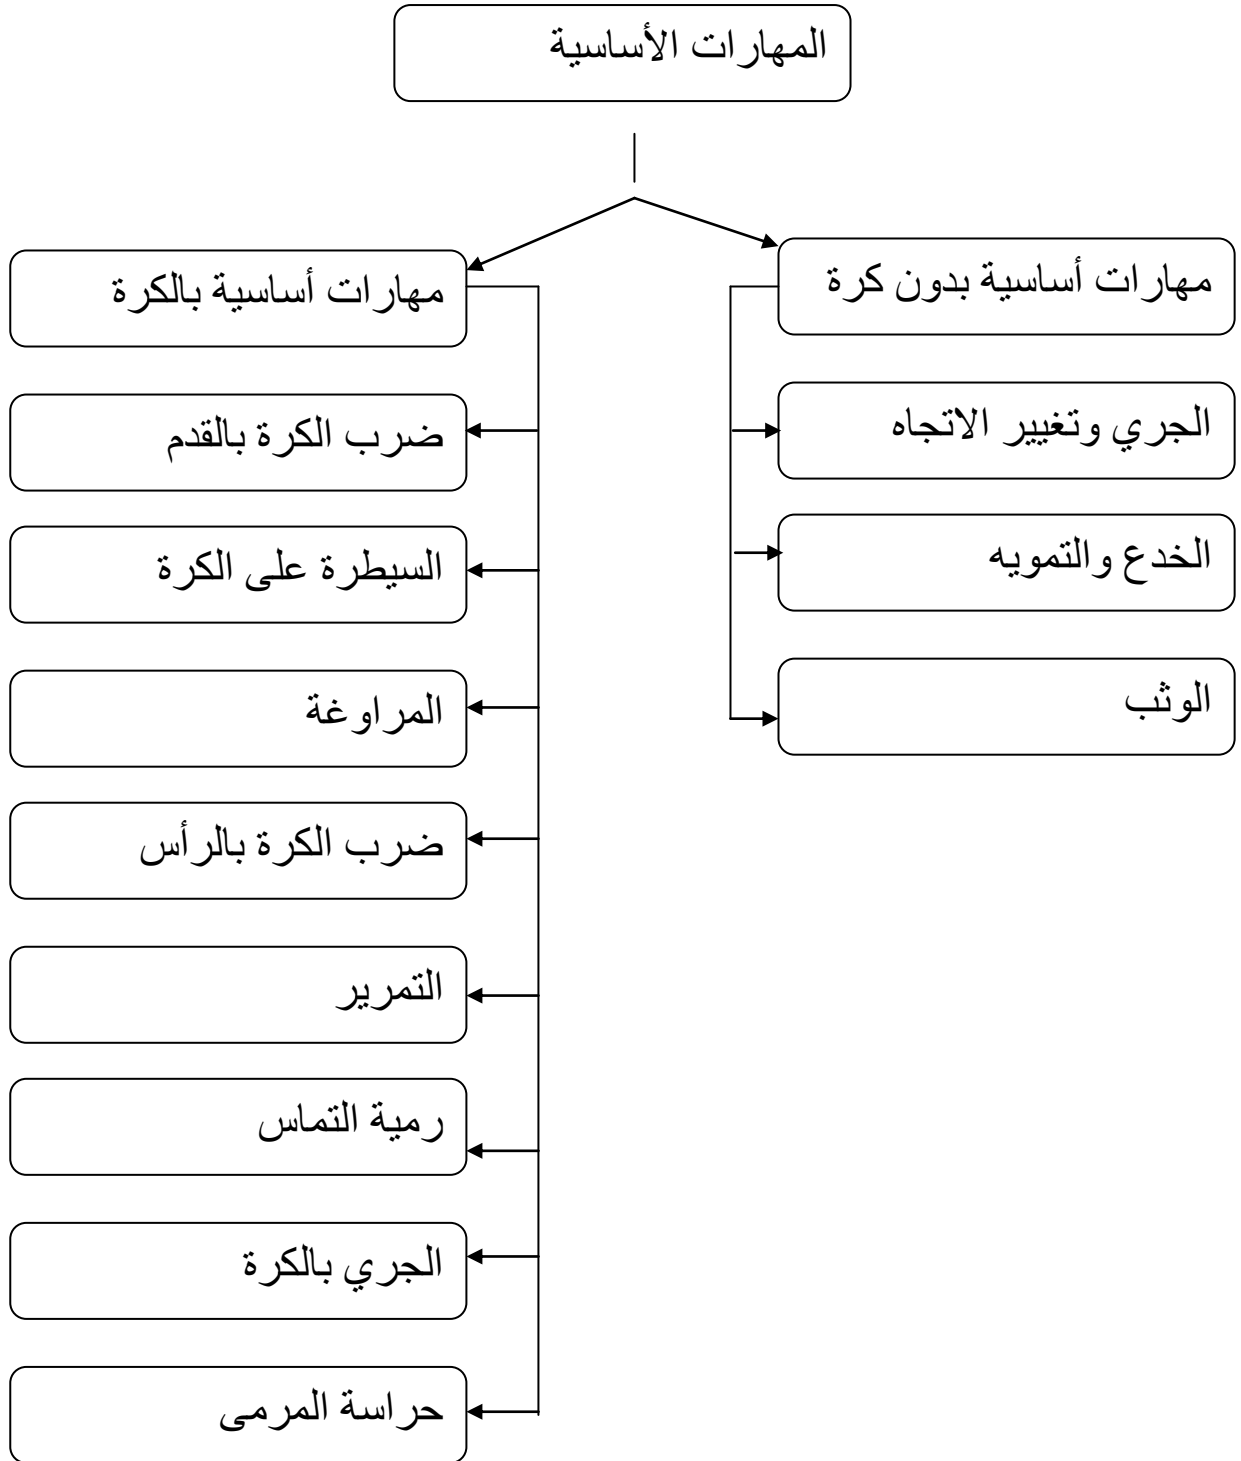 المهارات الأساسية
مهارات أساسية بدون كرة
الجري وتغيير الاتجاه
الخدع والتمويه
الوثب
مهارات أساسية بالكرة
ضرب الكرة بالقدم
السيطرة على الكرة
المراوغة
ضرب الكرة بالرأس
التمرير
رمية التماس
الجري بالكرة
حراسة المرمى